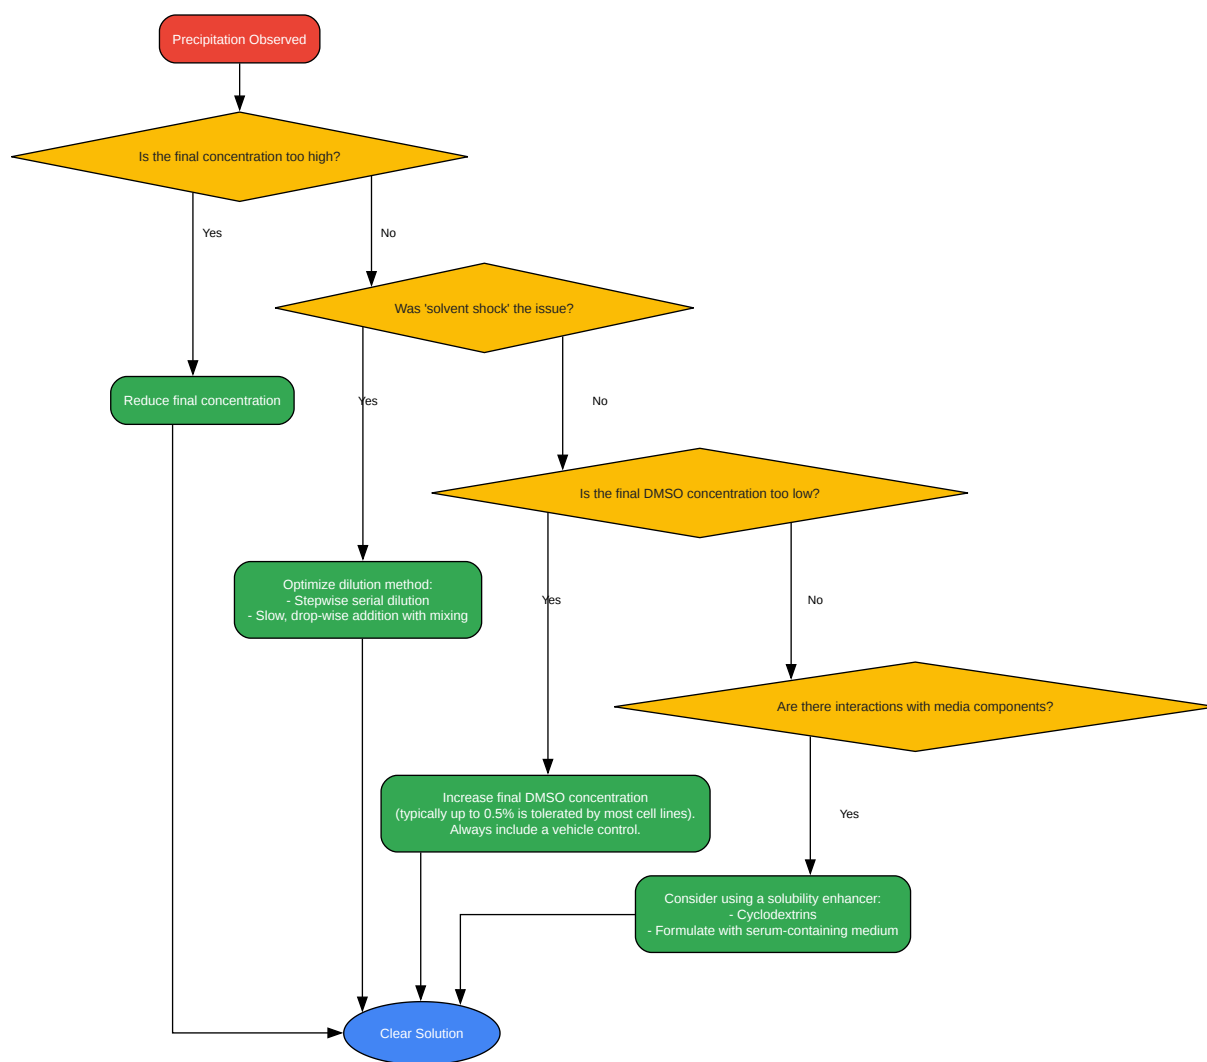 Precipitation Observed
Is the final concentration too high?
Yes
No
Was 'solvent shock' the issue?
Reduce final concentration
Yes
No
Is the final DMSO concentration too low?
Optimize dilution method:
- Stepwise serial dilution
- Slow, drop-wise addition with mixing
Yes
No
Are there interactions with media components?
Increase final DMSO concentration
(typically up to 0.5% is tolerated by most cell lines).
Always include a vehicle control.
Yes
Consider using a solubility enhancer:
- Cyclodextrins
- Formulate with serum-containing medium
Clear Solution